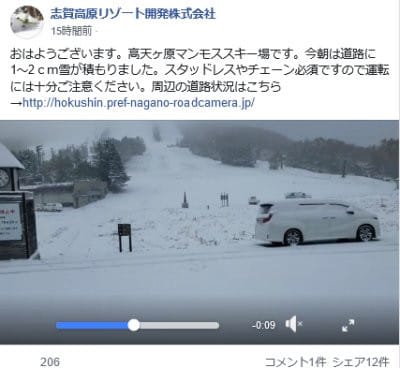 志賀高原リゾート開発株式会社
15時間前 ·
おはようございます。高天ヶ原マンモススキー場です。今朝は道路に
1～2ｃｍ雪が積もりました。スタッドレスやチェーン必須ですので運転
には十分ご注意ください。周辺の道路状況はこちら
→http://hokushin.pref-nagano-roadcamera.jp/
-0:09
206
コメント1件 シェア12件